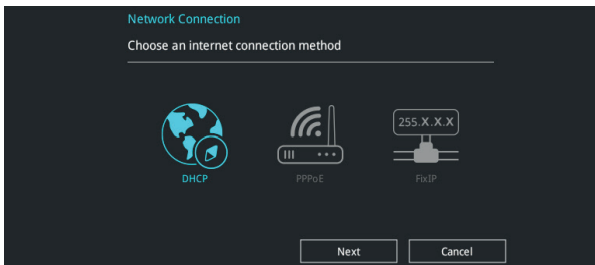 Network Connection
Choose an internet connection method
255.X.X.X
DHCP
PPPoE
FixIP
Next
Cancel